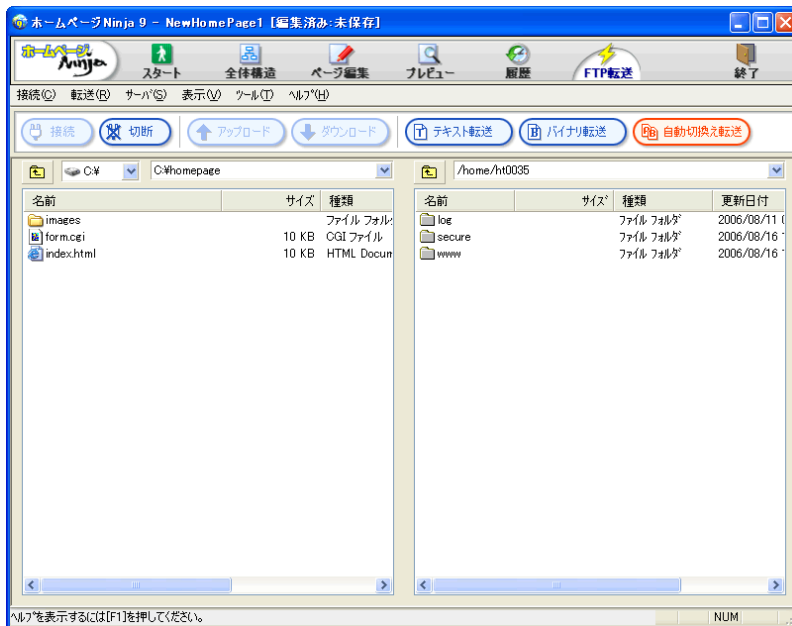 ホームページNinja 9 - NewHomePage1 [編集済み:未保存]
ホームページNinja スタート 全体構造 ページ編集 プレビュー 履歴 FTP転送 終了
接続(C) 転送(R) サーバ(S) 表示(V) ツール(T) ヘルプ(H)
接続 切断 アップロード ダウンロード T テキスト転送 B バイナリ転送 自動切換え転送
C:¥ C:¥homepage /home/ht0035
名前 サイズ 種類 名前 サイズ 種類 更新日付
images ファイル フォル log ファイル フォルダ 2006/08/11
form.cgi 10 KB CGI ファイル secure ファイル フォルダ 2006/08/16
index.html 10 KB HTML Docum www ファイル フォルダ 2006/08/16
ヘルプを表示するには[F1]を押してください。 NUM